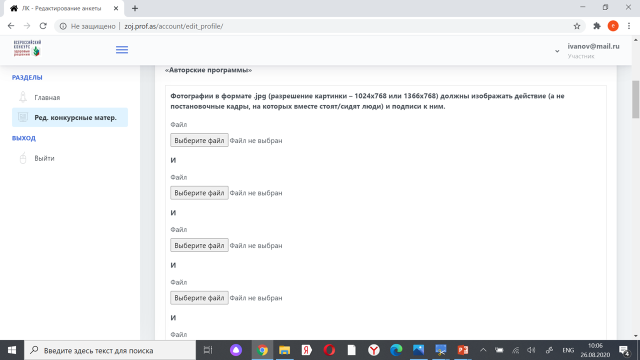 ЛК - Редактирование анкеты
Не защищено | zoj.prof.as/account/edit_profile/
ВСЕРОССИЙСКИЙ
КОНКУРС
ivanov@mail.ru
Участник
РАЗДЕЛЫ
Главная
Ред. конкурсные матер.
ВЫХОД
Выйти
«Авторские программы»
Фотографии в формате .jpg (разрешение картинки – 1024x768 или 1366x768) должны изображать действие (а не
постановочные кадры, на которых вместе стоят/сидят люди) и подписи к ним.
Файл
Выберите файл Файл не выбран
И
Файл
Выберите файл Файл не выбран
И
Файл
Выберите файл Файл не выбран
И
Файл
Выберите файл Файл не выбран
И
Файл
Введите здесь текст для поиска
ENG
10:06
26.08.2020